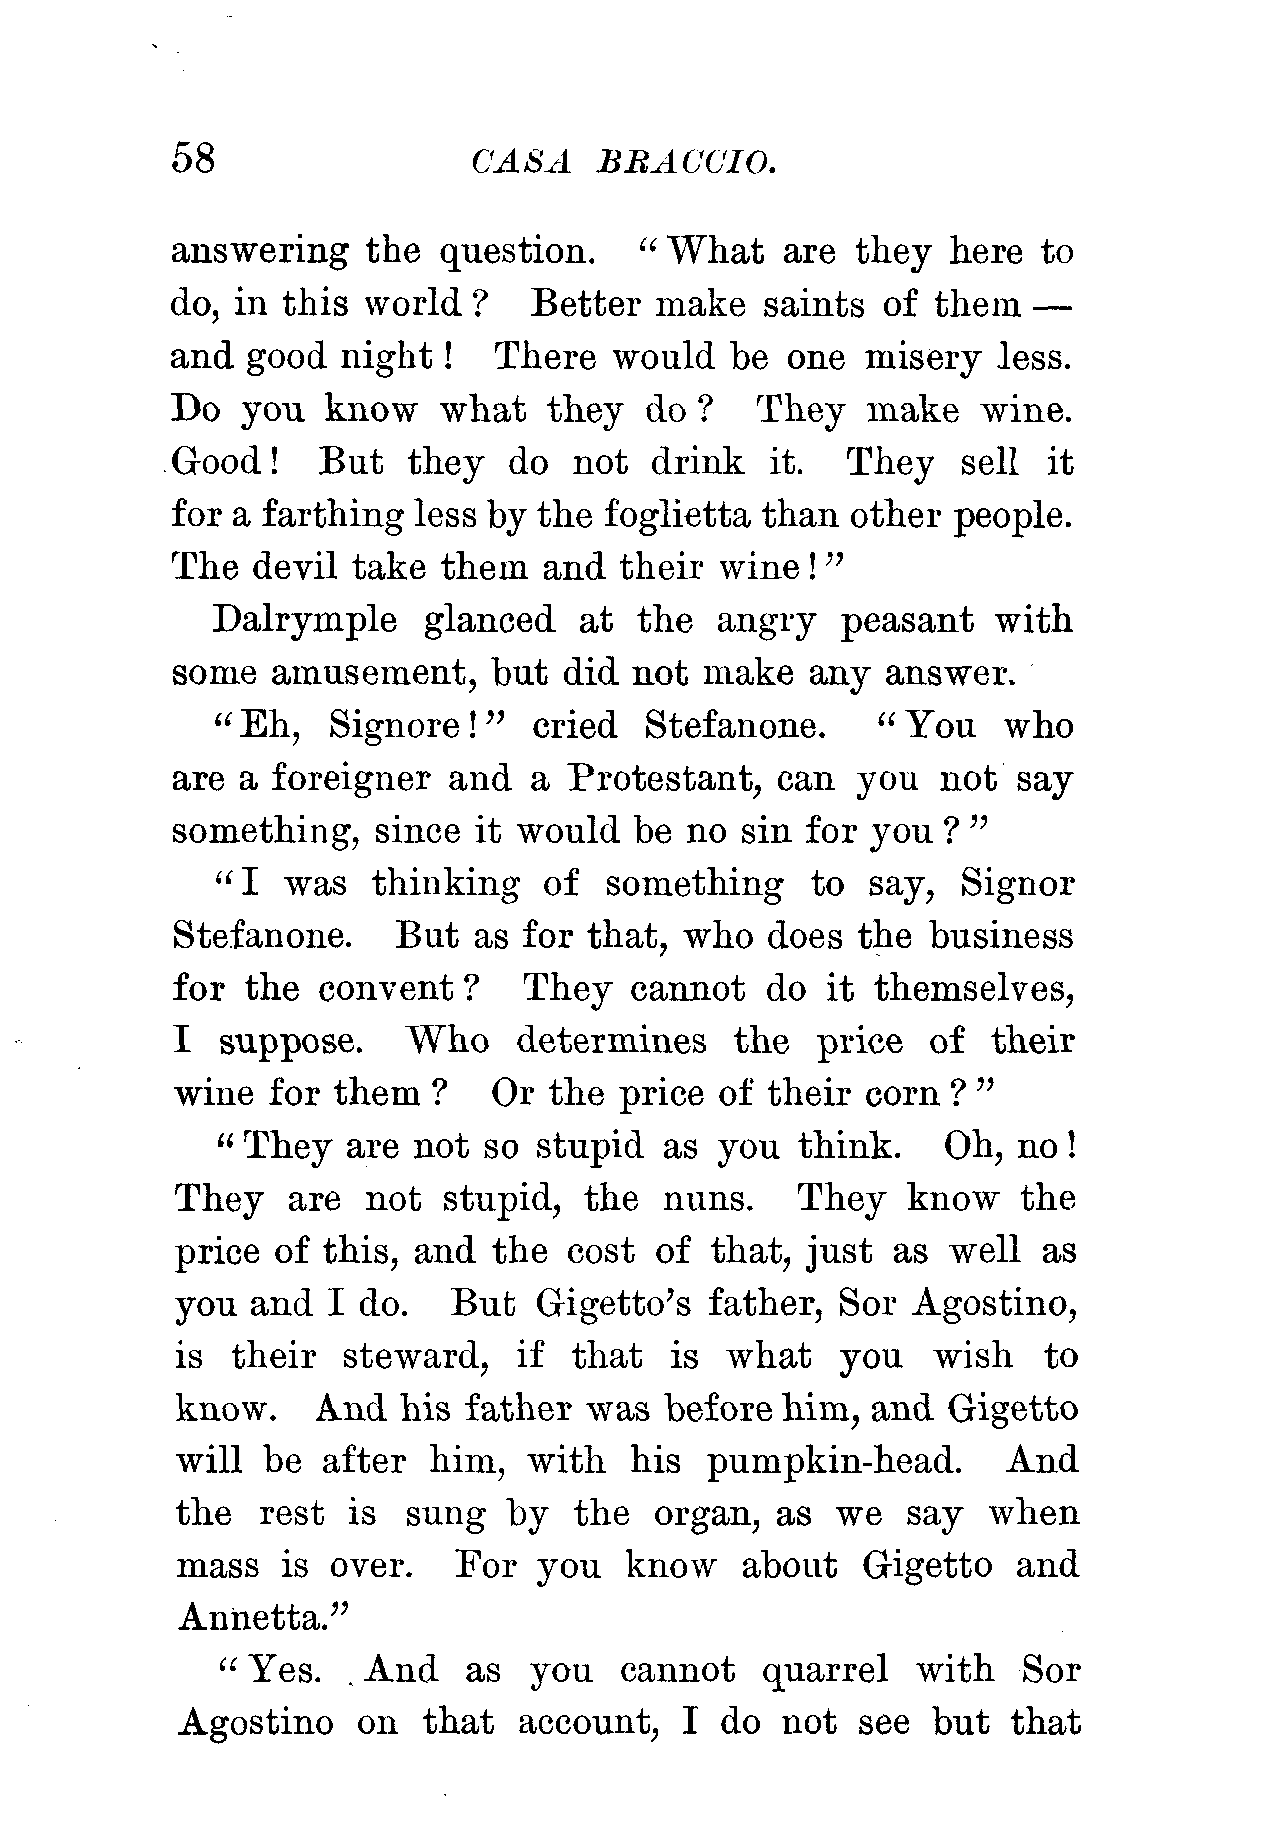 58 CASA BRACCIO.
answering the question. “What are they here to
do, in this world? Better make saints of them —
and good night! There would be one misery less.
Do you know what they do? They make wine.
Good! But they do not drink it. They sell it
for a farthing less by the foglietta than other people.
The devil take them and their wine!”
Dalrymple glanced at the angry peasant with
some amusement, but did not make any answer.
“Eh, Signore!” cried Stefanone. “You who
are a foreigner and a Protestant, can you not say
something, since it would be no sin for you?”
“I was thinking of something to say, Signor
Stefanone. But as for that, who does the business
for the convent? They cannot do it themselves,
I suppose. Who determines the price of their
wine for them? Or the price of their corn?”
“They are not so stupid as you think. Oh, no!
They are not stupid, the nuns. They know the
price of this, and the cost of that, just as well as
you and I do. But Gigetto’s father, Sor Agostino,
is their steward, if that is what you wish to
know. And his father was before him, and Gigetto
will be after him, with his pumpkin-head. And
the rest is sung by the organ, as we say when
mass is over. For you know about Gigetto and
Annetta.”
“Yes. And as you cannot quarrel with Sor
Agostino on that account, I do not see but that